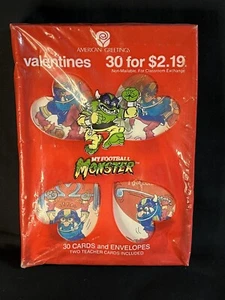 AMERICAN GREETINGS
valentines 30 for $2.19
Non-Mailable, For Classroom Exchange
MY FOOTBALL
MONSTER
30 CARDS and ENVELOPES
TWO TEACHER CARDS INCLUDED